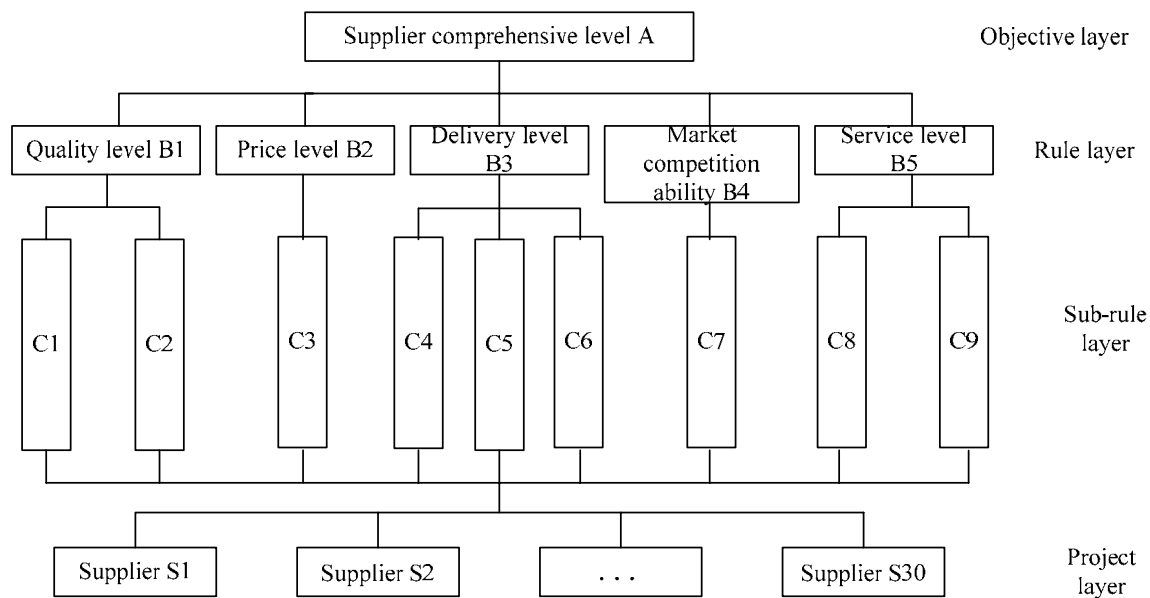 Supplier comprehensive level A
Objective layer
Quality level B1
Price level B2
Delivery level
B3
Market
competition
ability B4
Service level
B5
Rule layer
C1
C2
C3
C4
C5
C6
C7
C8
C9
Sub-rule
layer
Supplier S1
Supplier S2
. . .
Supplier S30
Project
layer